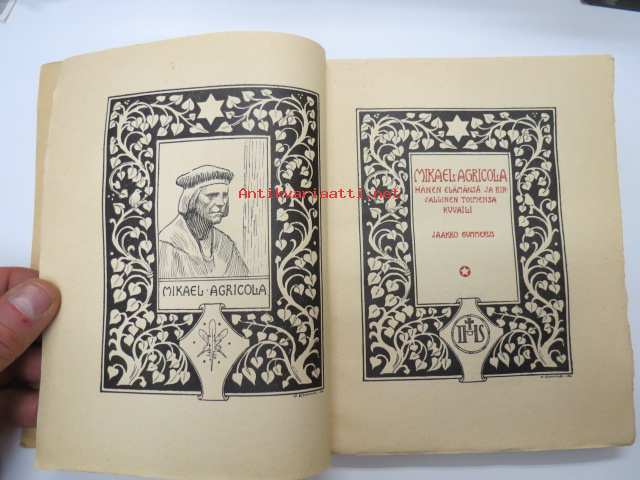 MIKAEL · AGRICOLA
MIKAEL AGRICOLA
HÄNEN ELÄMÄNSÄ JA KIR-
JALLINEN TOIMENSA
KUVAILI
JAAKKO GUMMERUS
IHS
Antikvariaatti.net